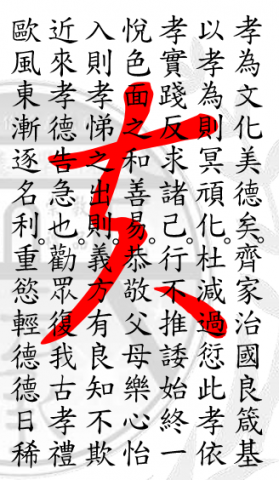 孝為文化美德矣。齊家治國良箴基
以孝為則冥頑化。杜減過愆此孝依
孝實踐反求諸己。行不推諉始終一
悅色面之和善易。恭敬父母樂心怡
入則孝悌之出則。義方有良知不欺
近來孝德告急也。勸眾復我古孝禮
歐風東漸逐名利。重慾輕德德日稀